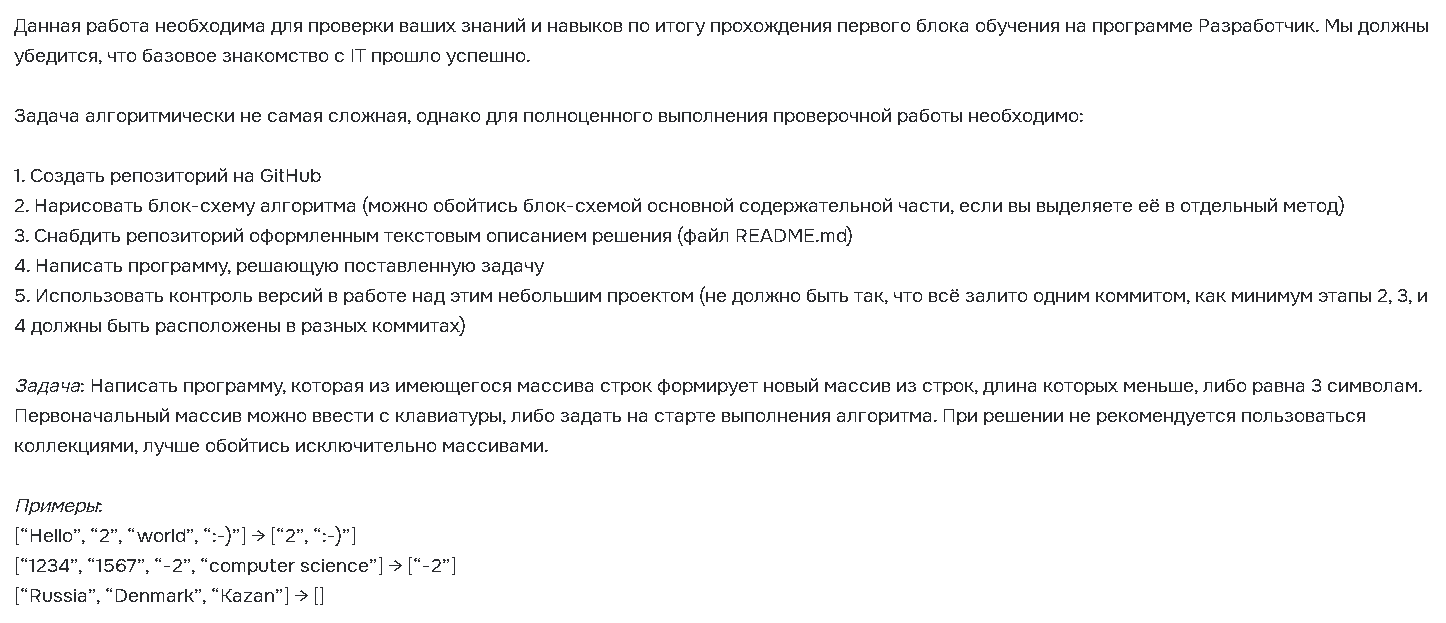 Данная работа необходима для проверки ваших знаний и навыков по итогу прохождения первого блока обучения на программе Разработчик. Мы должны
убедится, что базовое знакомство с IT прошло успешно.
Задача алгоритмически не самая сложная, однако для полноценного выполнения проверочной работы необходимо:
1. Создать репозиторий на GitHub
2. Нарисовать блок-схему алгоритма (можно обойтись блок-схемой основной содержательной части, если вы выделяете её в отдельный метод)
3. Снабдить репозиторий оформленным текстовым описанием решения (файл README.md)
4. Написать программу, решающую поставленную задачу
5. Использовать контроль версий в работе над этим небольшим проектом (не должно быть так, что всё залито одним коммитом, как минимум этапы 2, 3, и
4 должны быть расположены в разных коммитах)
Задача: Написать программу, которая из имеющегося массива строк формирует новый массив из строк, длина которых меньше, либо равна 3 символам.
Первоначальный массив можно ввести с клавиатуры, либо задать на старте выполнения алгоритма. При решении не рекомендуется пользоваться
коллекциями, лучше обойтись исключительно массивами.
Примеры:
[“Hello”, “2”, “world”, “:-)”] → [“2”, “:-)”]
[“1234”, “1567”, “-2”, “computer science”] → [“-2”]
[“Russia”, “Denmark”, “Kazan”] → []